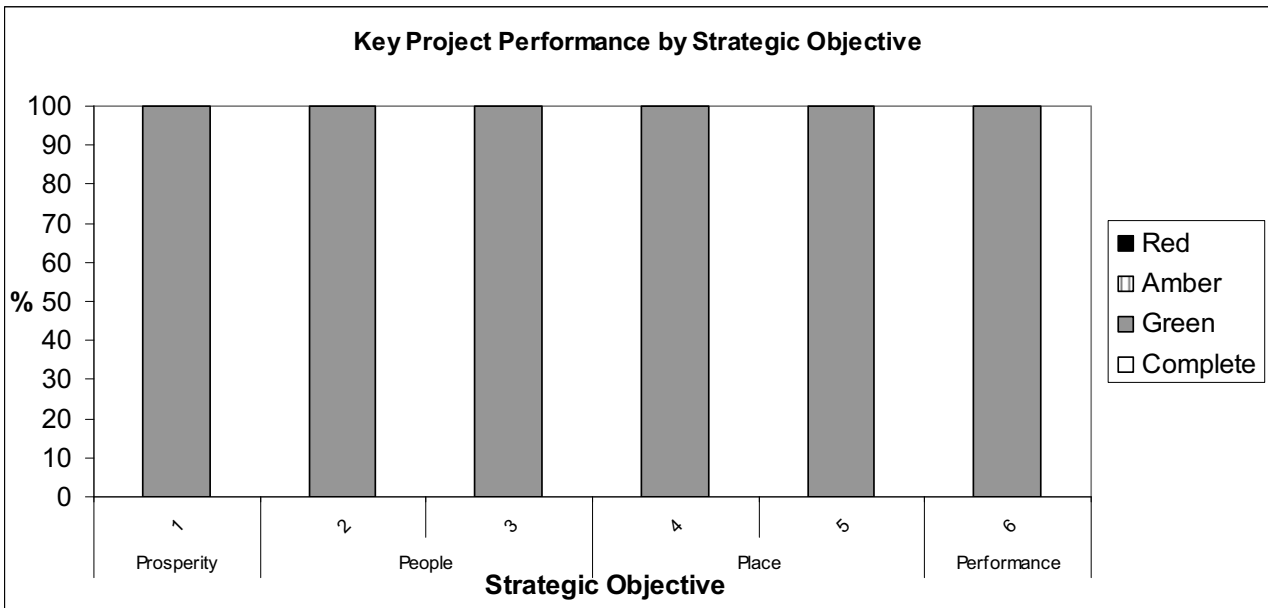 Key Project Performance by Strategic Objective
100
90
80
70
60
50
40
30
20
10
0
%
1
2
3
4
5
6
Prosperity
People
Place
Performance
Strategic Objective
Red
Amber
Green
Complete